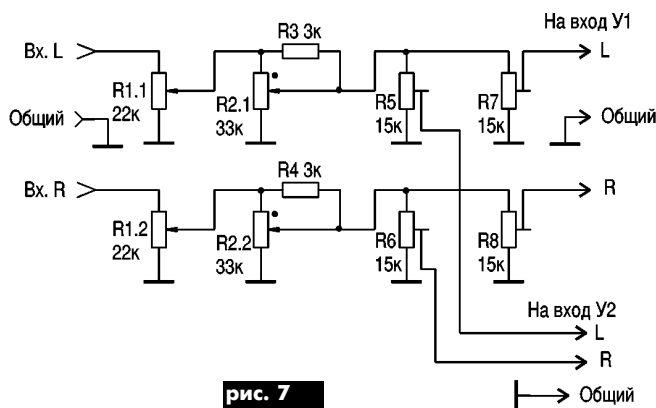 На вход У1
Вх. L
R3 3к
L
R1.1
22к
R2.1
33к
R5
15к
R7
15к
Общий
Общий
Вх. R
R4 3к
R
R1.2
22к
R2.2
33к
R6
15к
R8
15к
На вход У2
L
R
рис. 7
Общий